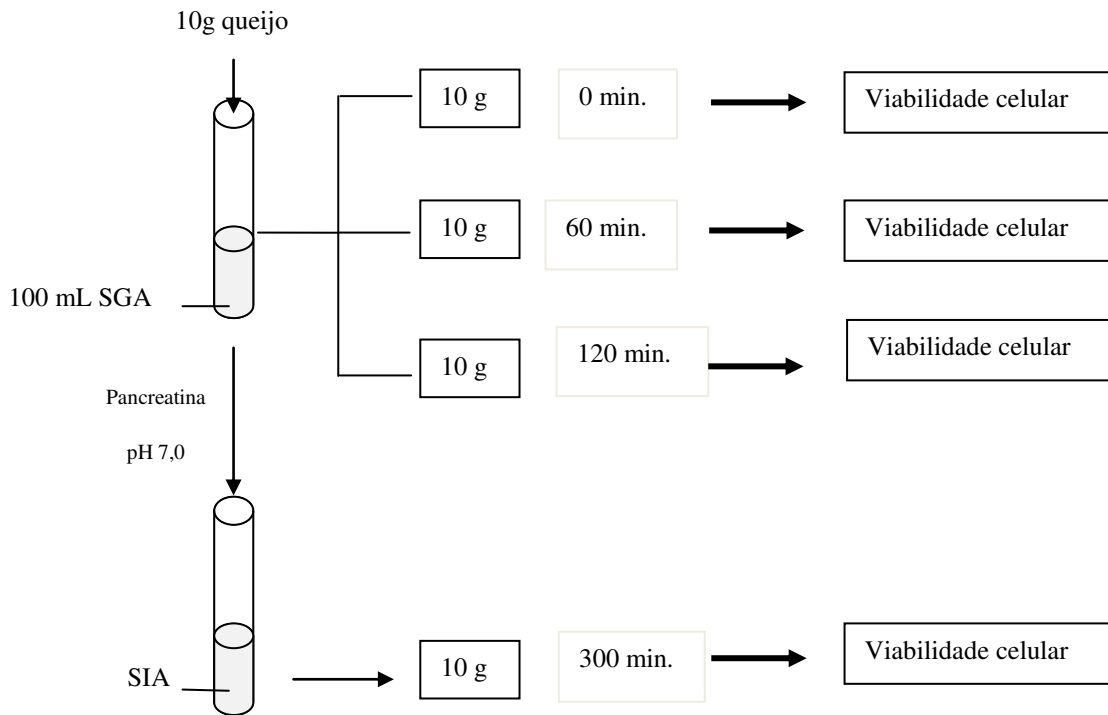 10g queijo
10 g
0 min.
Viabilidade celular
10 g
60 min.
Viabilidade celular
100 mL SGA
10 g
120 min.
Viabilidade celular
Pancreatina
pH 7,0
SIA
10 g
300 min.
Viabilidade celular